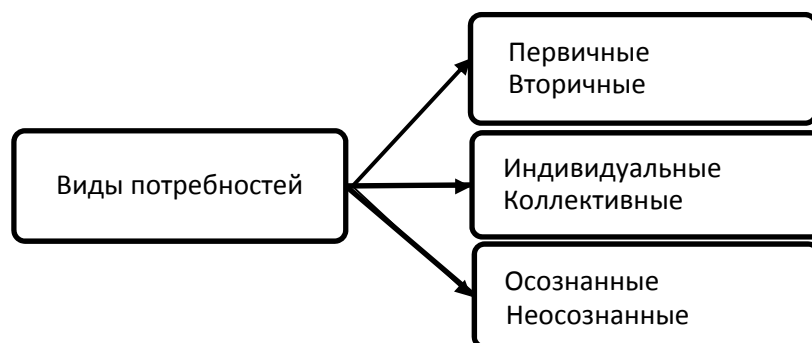 Виды потребностей
Первичные
Вторичные
Индивидуальные
Коллективные
Осознанные
Неосознанные